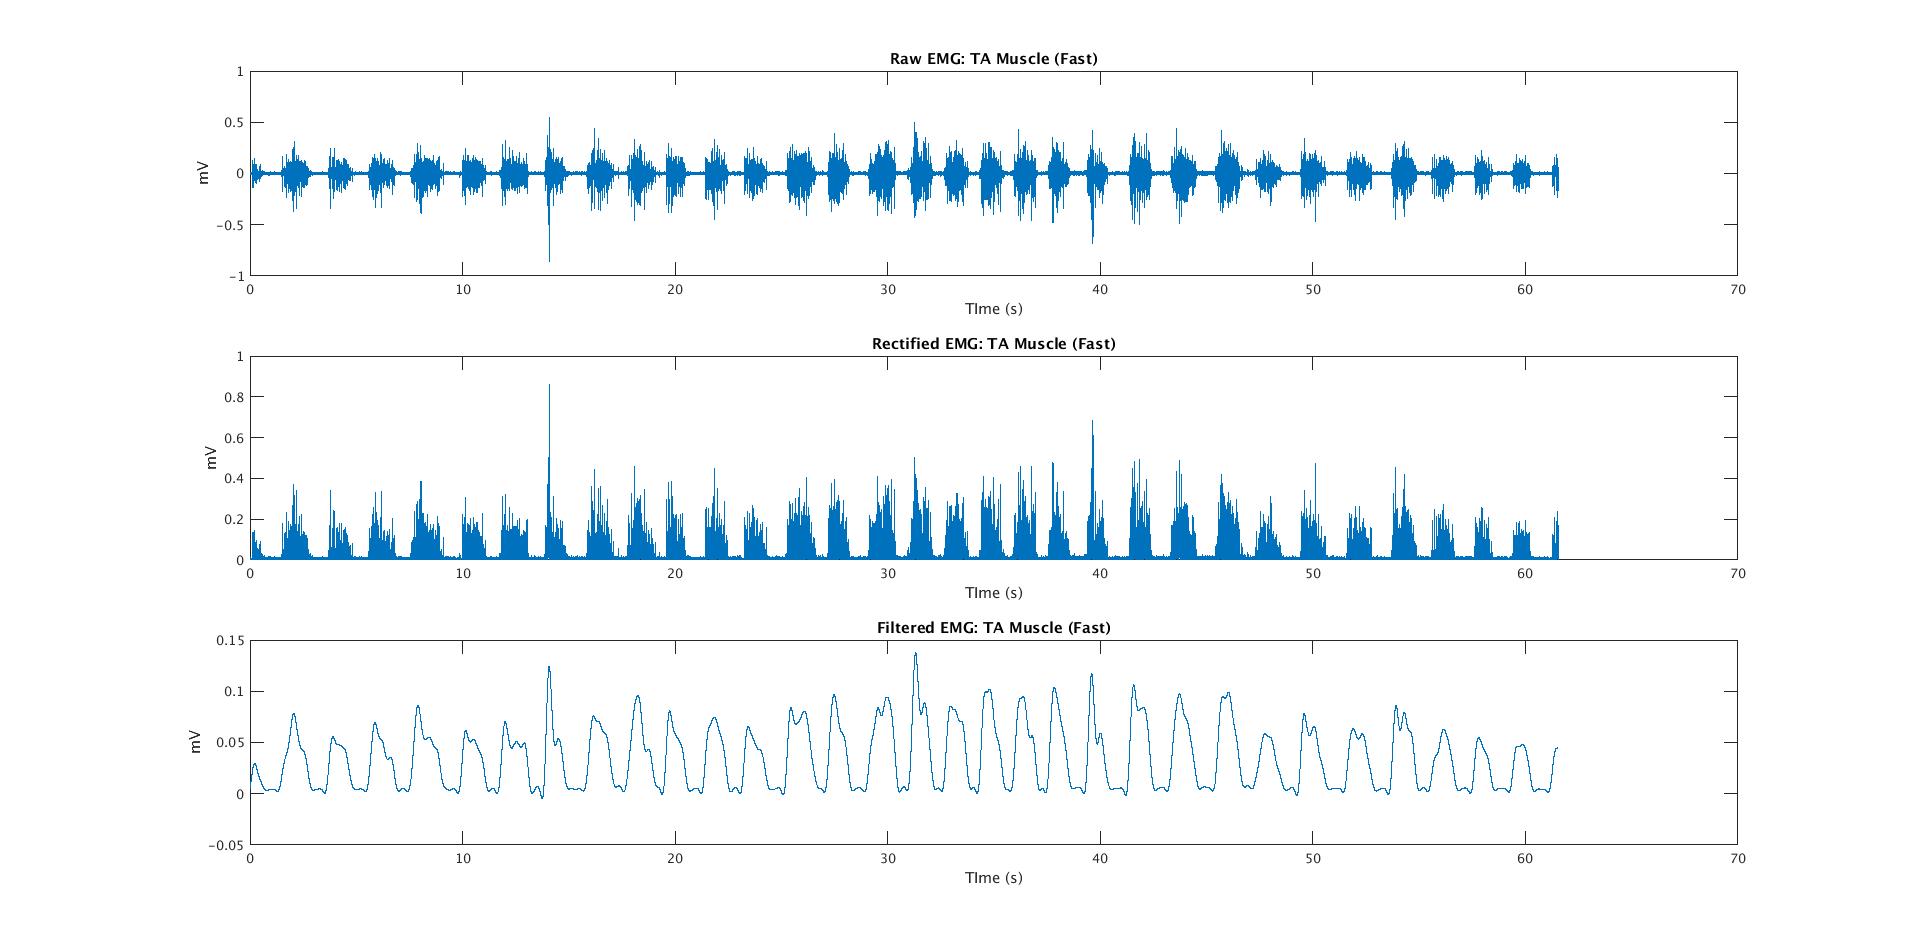 Raw EMG: TA Muscle (Fast)
1
0.5
0
−0.5
−1
mV
0 10 20 30 40 50 60 70
TIme (s)
Rectified EMG: TA Muscle (Fast)
1
0.8
0.6
0.4
0.2
0
mV
0 10 20 30 40 50 60 70
TIme (s)
Filtered EMG: TA Muscle (Fast)
0.15
0.1
0.05
0
−0.05
mV
0 10 20 30 40 50 60 70
TIme (s)